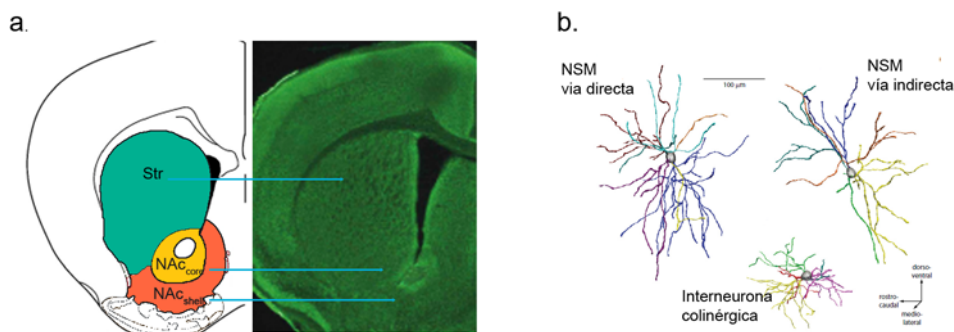 a.
Str
NAc core
NAc shell
b.
NSM
via directa
100 µm
NSM
vía indirecta
Interneurona
colinérgica
dorso-
ventral
rostro-
caudal
medio-
lateral